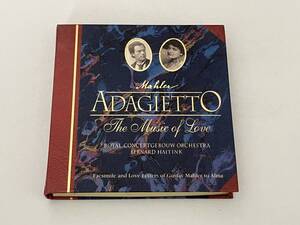 Mahler
ADAGIETTO
The Music of Love
ROYAL CONCERTGEBOUW ORCHESTRA
BERNARD HAITINK
Facsimile and Love Letters of Gustav Mahler to Alma